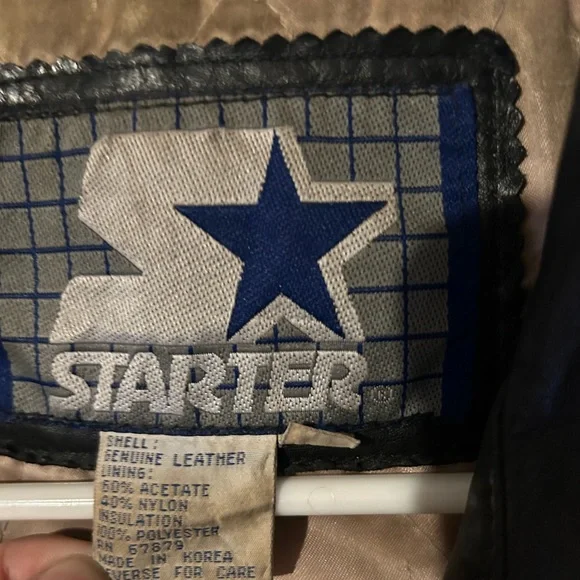 STARTER®
SHELL:
GENUINE LEATHER
LINING:
60% ACETATE
40% NYLON
INSULATION
100% POLYESTER
RN 67879
MADE IN KOREA
REVERSE FOR CARE